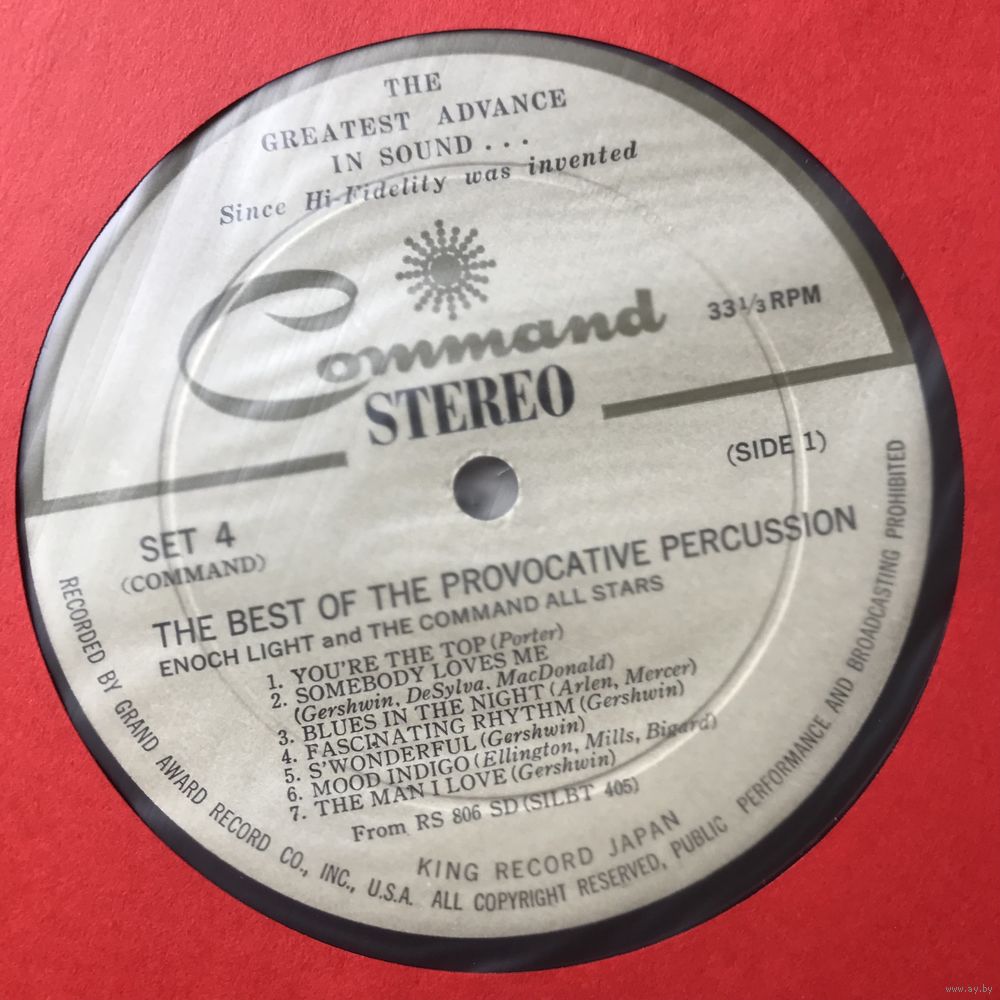 THE
GREATEST ADVANCE
IN SOUND...
Since Hi-Fidelity was invented
Command
STEREO
33 1/3 RPM
(SIDE 1)
SET 4
(COMMAND)
THE BEST OF THE PROVOCATIVE PERCUSSION
ENOCH LIGHT and THE COMMAND ALL STARS
1. YOU'RE THE TOP (Porter)
2. SOMEBODY LOVES ME
(Gershwin, DeSylva, MacDonald)
3. BLUES IN THE NIGHT (Arlen, Mercer)
4. FASCINATING RHYTHM (Gershwin)
5. S'WONDERFUL (Gershwin)
6. MOOD INDIGO (Ellington, Mills, Bigard)
7. THE MAN I LOVE (Gershwin)
From RS 806 SD (SILBT 405)
KING RECORD JAPAN
RECORDED BY GRAND AWARD RECORD CO., INC., U.S.A. ALL COPYRIGHT RESERVED, PUBLIC PERFORMANCE AND BROADCASTING PROHIBITED
www.ay.by